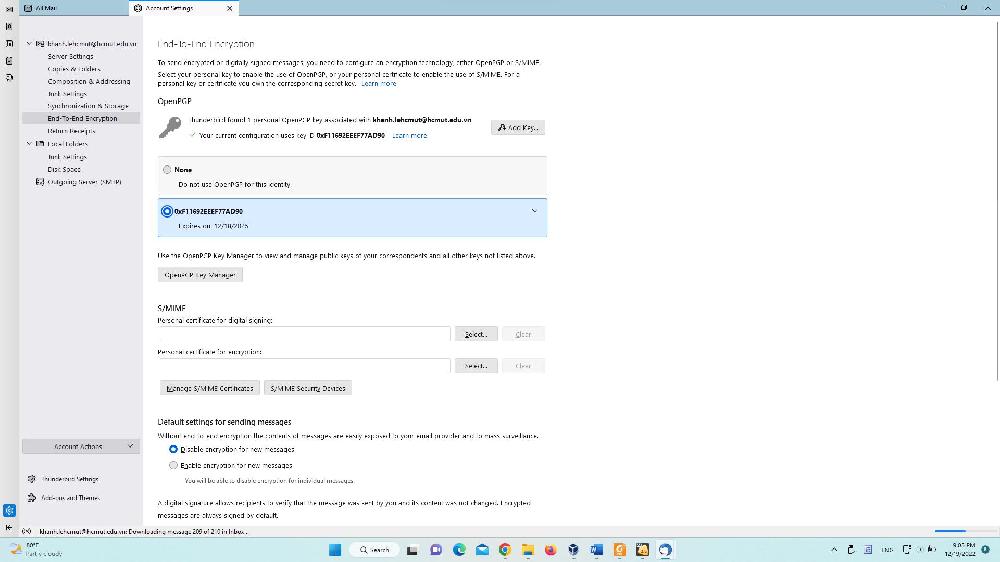 All Mail
Account Settings
khanh.lehcmut@hcmut.edu.vn
Server Settings
Copies & Folders
Composition & Addressing
Junk Settings
Synchronization & Storage
End-To-End Encryption
Return Receipts
Local Folders
Junk Settings
Disk Space
Outgoing Server (SMTP)
Account Actions
Thunderbird Settings
Add-ons and Themes
End-To-End Encryption
To send encrypted or digitally signed messages, you need to configure an encryption technology, either OpenPGP or S/MIME.
Select your personal key to enable the use of OpenPGP, or your personal certificate to enable the use of S/MIME. For a
personal key or certificate you own the corresponding secret key. Learn more
OpenPGP
Thunderbird found 1 personal OpenPGP key associated with khanh.lehcmut@hcmut.edu.vn
Add Key...
Your current configuration uses key ID 0xF11692EEEF77AD90 Learn more
None
Do not use OpenPGP for this identity.
0xF11692EEEF77AD90
Expires on: 12/18/2025
Use the OpenPGP Key Manager to view and manage public keys of your correspondents and all other keys not listed above.
OpenPGP Key Manager
S/MIME
Personal certificate for digital signing:
Select... Clear
Personal certificate for encryption:
Select... Clear
Manage S/MIME Certificates S/MIME Security Devices
Default settings for sending messages
Without end-to-end encryption the contents of messages are easily exposed to your email provider and to mass surveillance.
Disable encryption for new messages
Enable encryption for new messages
You will be able to disable encryption for individual messages.
A digital signature allows recipients to verify that the message was sent by you and its content was not changed. Encrypted
messages are always signed by default.
khanh.lehcmut@hcmut.edu.vn: Downloading message 209 of 210 in Inbox...
80°F
Partly cloudy
Search
2.6
ENG
9:05 PM
12/19/2022
8